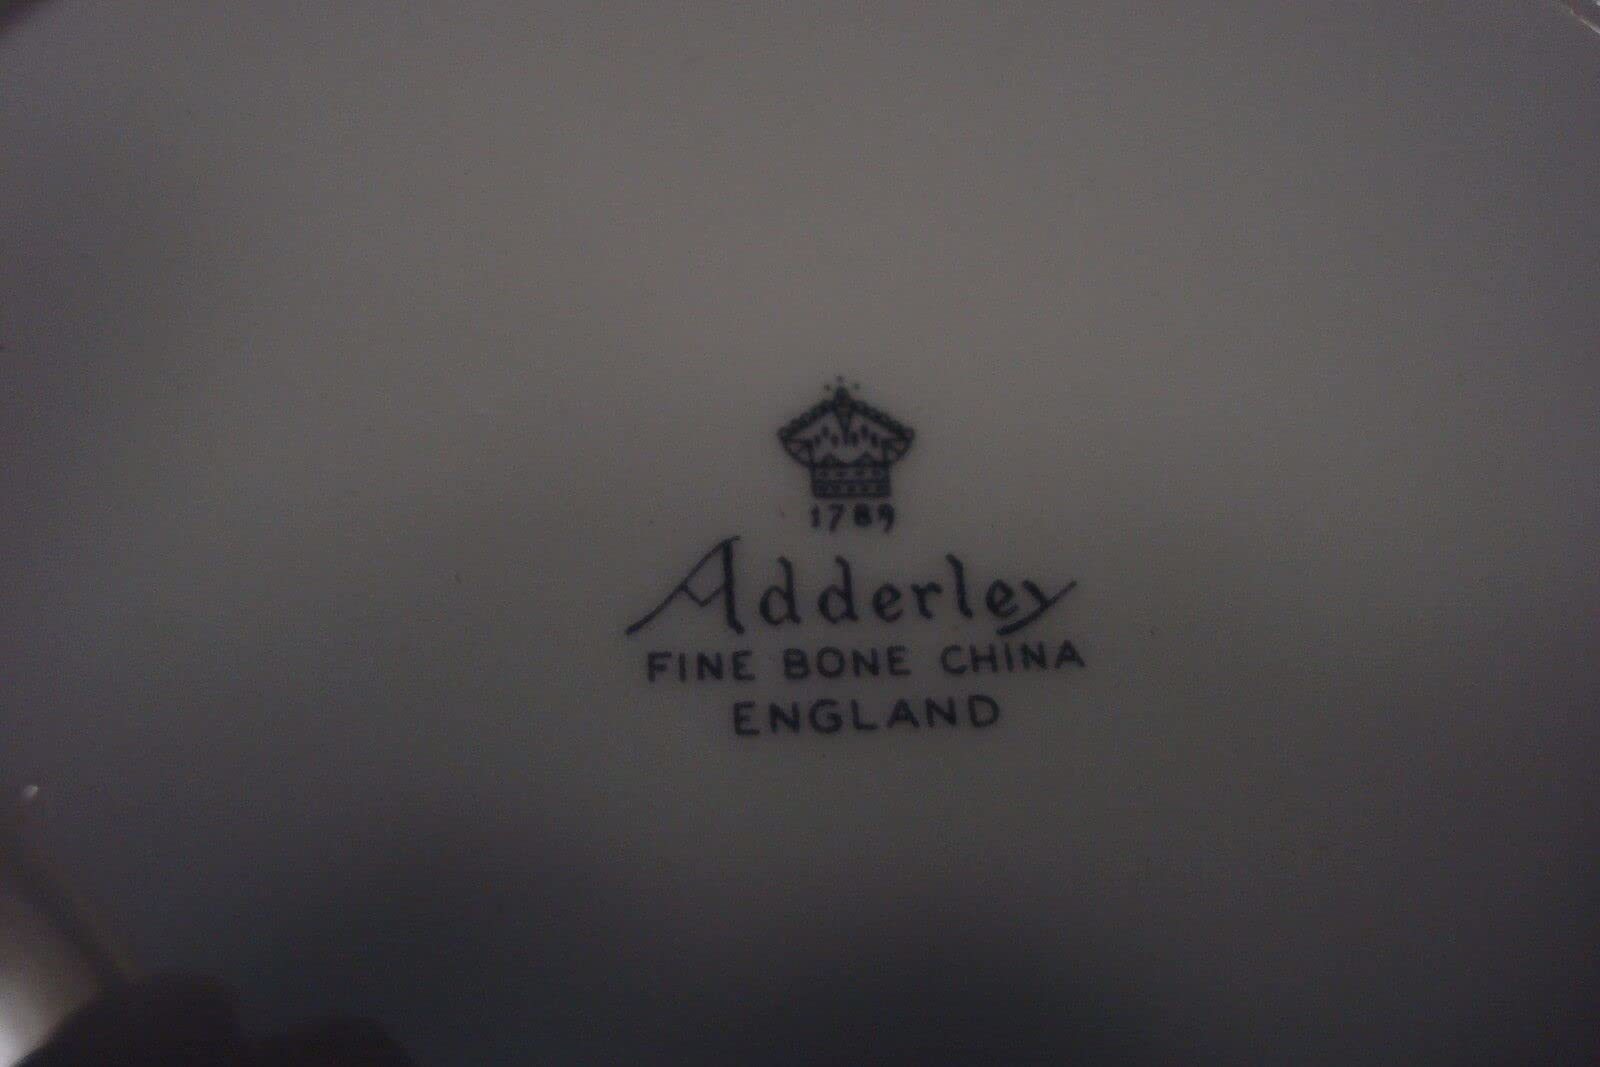 1789
Adderley
FINE BONE CHINA
ENGLAND